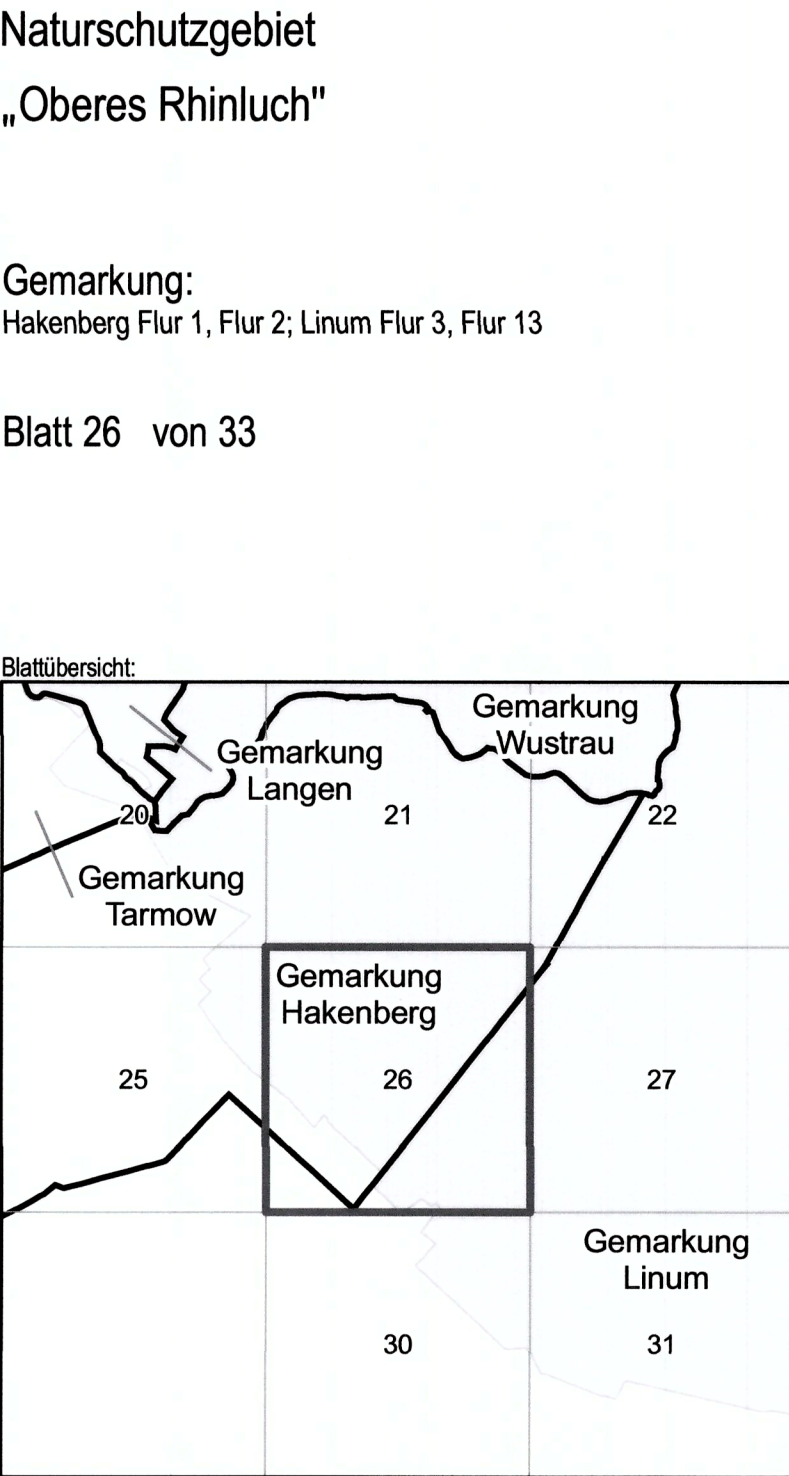 Naturschutzgebiet
„Oberes Rhinluch"
Gemarkung:
Hakenberg Flur 1, Flur 2; Linum Flur 3, Flur 13
Blatt 26 von 33
Blattübersicht:
Gemarkung
Wustrau
Gemarkung
Langen
20
21
22
Gemarkung
Tarmow
Gemarkung
Hakenberg
25
26
27
Gemarkung
Linum
30
31